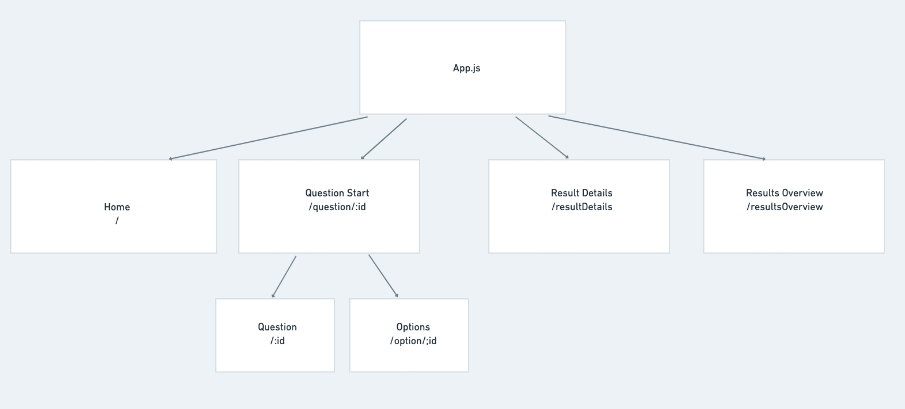 App.js
Home
/
Question Start
/question/:id
Result Details
/resultDetails
Results Overview
/resultsOverview
Question
/:id
Options
/option/;id